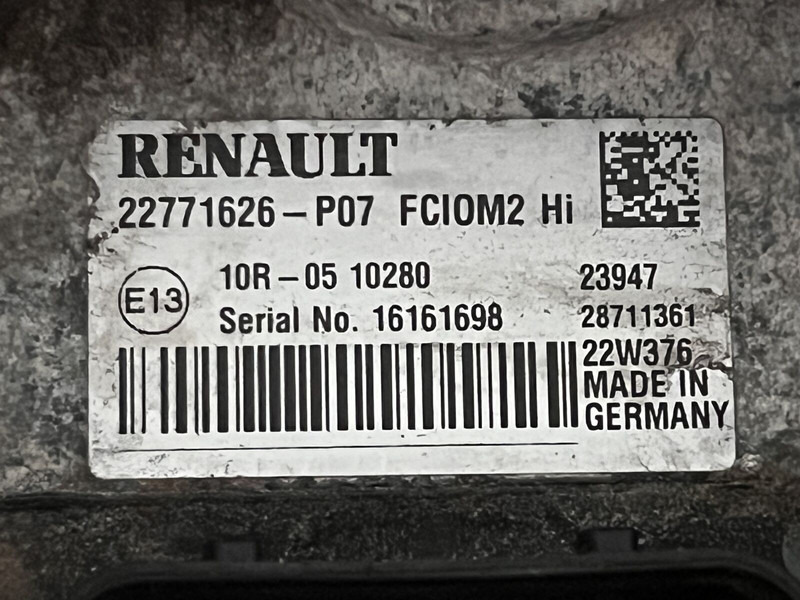 RENAULT
22771626-P07 FCIOM2 Hi
E13
10R-05 10280
23947
Serial No. 16161698
28711361
22W376
MADE IN
GERMANY